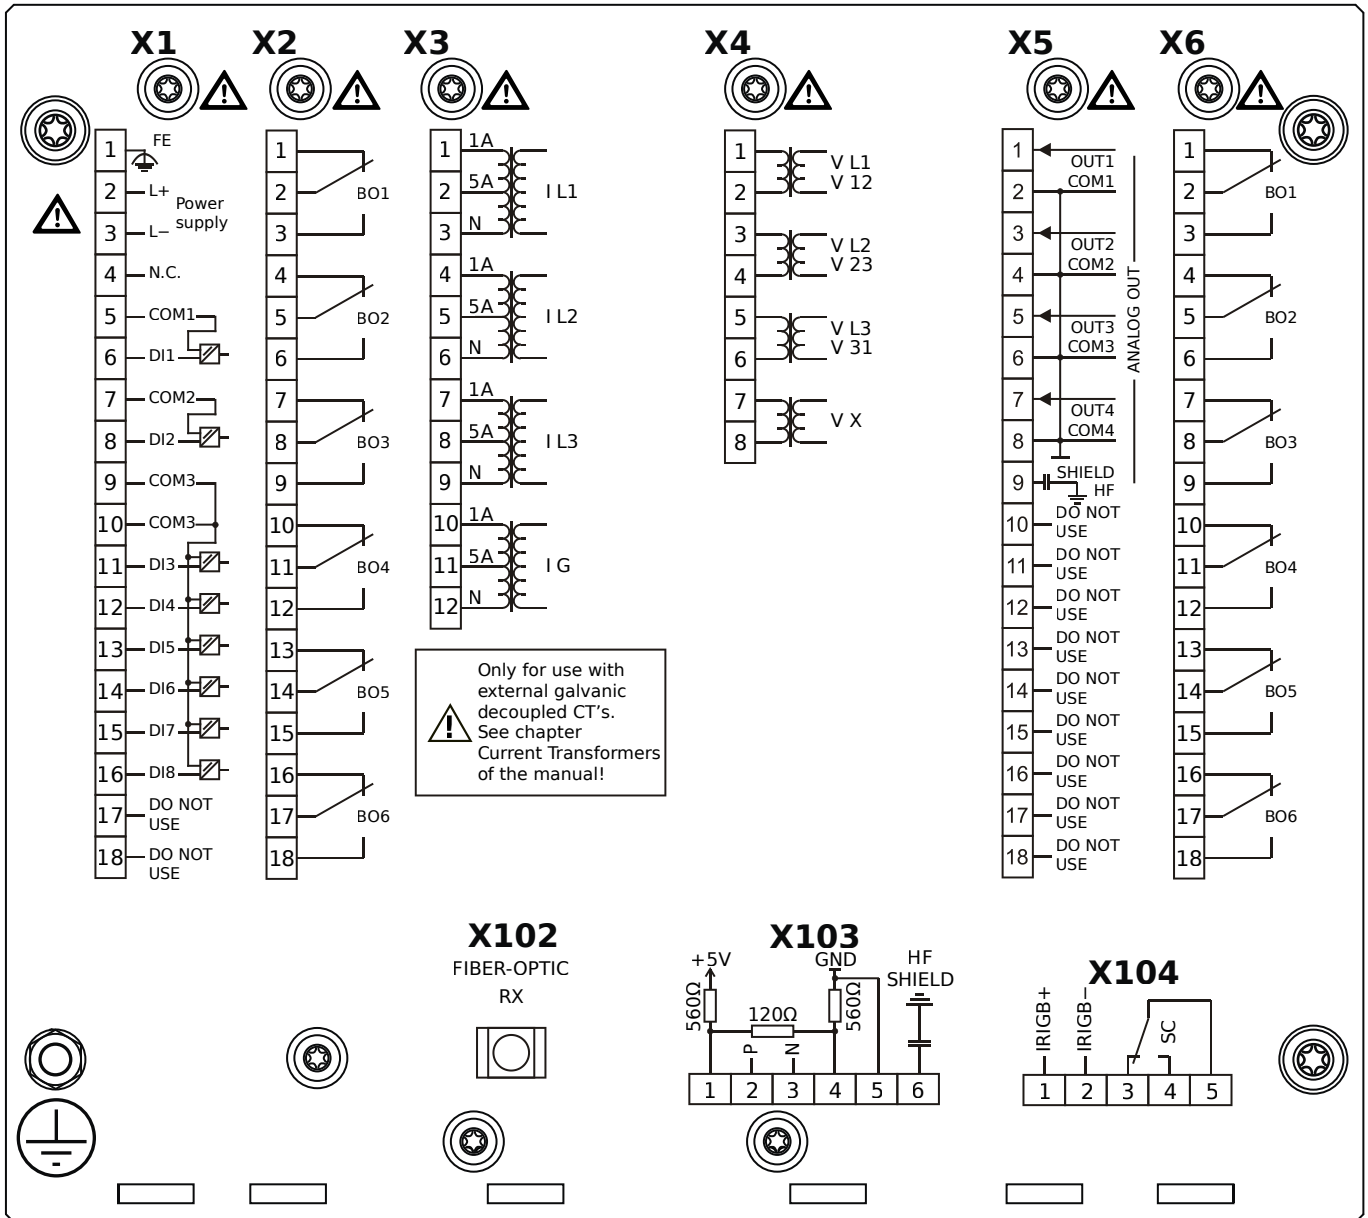 X1
X2
X3
X4
X5
X6
1 FE
2 L+
Power
supply
3 L−
4 N.C.
5 COM1
6 DI1
7 COM2
8 DI2
9 COM3
10 COM3
11 DI3
12 DI4
13 DI5
14 DI6
15 DI7
16 DI8
17 DO NOT
USE
18 DO NOT
USE
1
2 BO1
3
4
5 BO2
6
7
8 BO3
9
10
11 BO4
12
13
14 BO5
15
16
17 BO6
18
1 1A
2 5A I L1
3 N
4 1A
5 5A I L2
6 N
7 1A
8 5A I L3
9 N
10 1A
11 5A I G
12 N
Only for use with
external galvanic
decoupled CT's.
See chapter
Current Transformers
of the manual!
1 V L1
2 V 12
3 V L2
4 V 23
5 V L3
6 V 31
7
V X
8
1 OUT1
2 COM1
3 OUT2
4 COM2
5 OUT3
6 COM3
7 OUT4
8 COM4
ANALOG OUT
9 SHIELD
HF
10 DO NOT
USE
11 DO NOT
USE
12 DO NOT
USE
13 DO NOT
USE
14 DO NOT
USE
15 DO NOT
USE
16 DO NOT
USE
17 DO NOT
USE
18 DO NOT
USE
1
2 BO1
3
4
5 BO2
6
7
8 BO3
9
10
11 BO4
12
13
14 BO5
15
16
17 BO6
18
X102
FIBER-OPTIC
RX
X103
+5V
GND
HF
SHIELD
560Ω
120Ω
560Ω
P
N
1 2 3 4 5 6
X104
IRIGB+
IRIGB−
SC
1 2 3 4 5